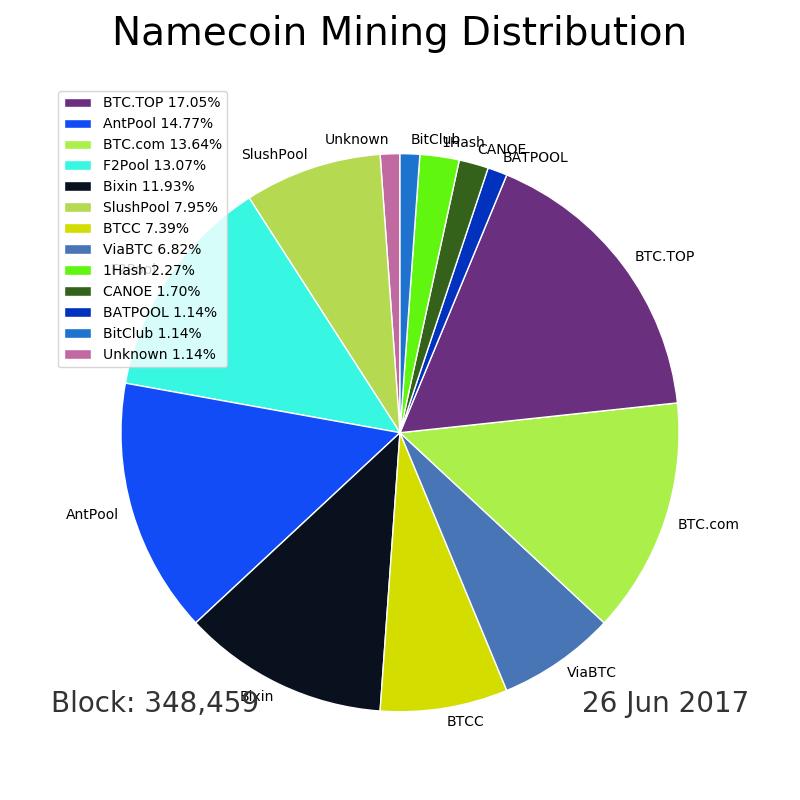 Namecoin Mining Distribution
BTC.TOP 17.05%
AntPool 14.77%
BTC.com 13.64%
F2Pool 13.07%
Bixin 11.93%
SlushPool 7.95%
BTCC 7.39%
ViaBTC 6.82%
1Hash 2.27%
CANOE 1.70%
BATPOOL 1.14%
BitClub 1.14%
Unknown 1.14%
SlushPool
Unknown
BitClub
1Hash
CANOE
BATPOOL
BTC.TOP
AntPool
BTC.com
ViaBTC
Bixin
BTCC
Block: 348,459
26 Jun 2017